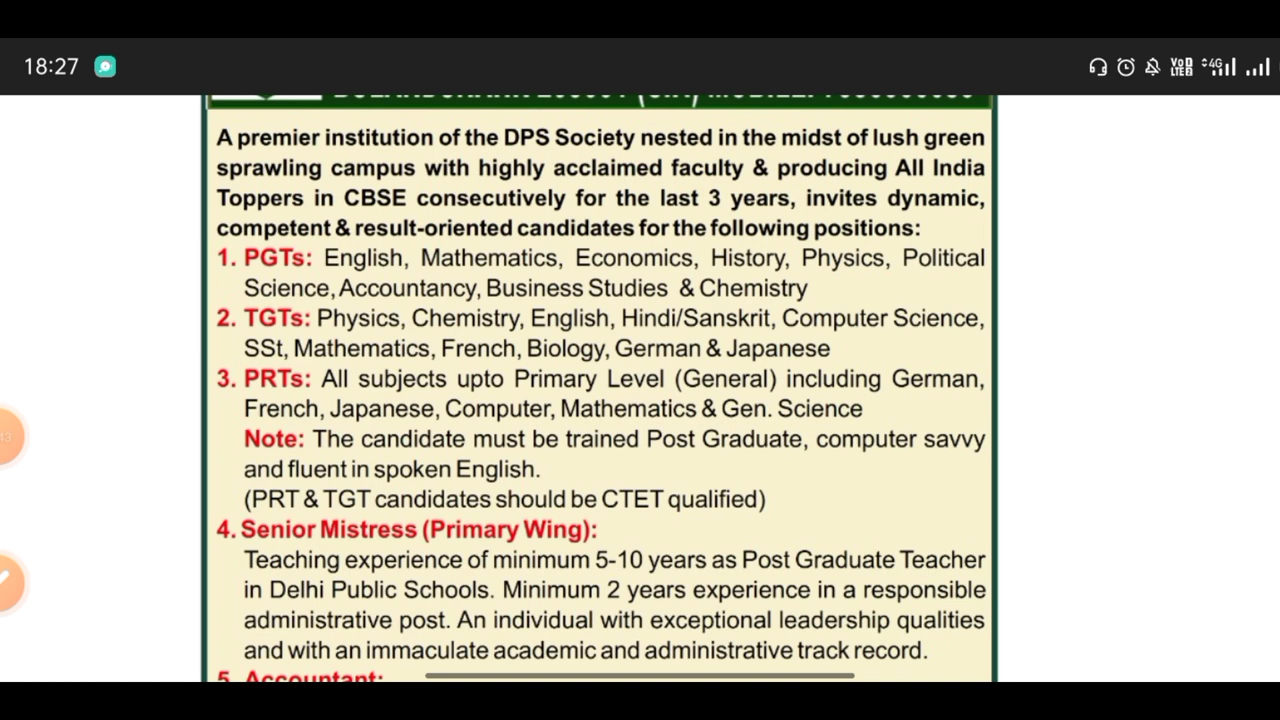 18:27
4G
A premier institution of the DPS Society nested in the midst of lush green
sprawling campus with highly acclaimed faculty & producing All India
Toppers in CBSE consecutively for the last 3 years, invites dynamic,
competent & result-oriented candidates for the following positions:
1. PGTs: English, Mathematics, Economics, History, Physics, Political
Science, Accountancy, Business Studies & Chemistry
2. TGTs: Physics, Chemistry, English, Hindi/Sanskrit, Computer Science,
SSt, Mathematics, French, Biology, German & Japanese
3. PRTs: All subjects upto Primary Level (General) including German,
French, Japanese, Computer, Mathematics & Gen. Science
Note: The candidate must be trained Post Graduate, computer savvy
and fluent in spoken English.
(PRT & TGT candidates should be CTET qualified)
4. Senior Mistress (Primary Wing):
Teaching experience of minimum 5-10 years as Post Graduate Teacher
in Delhi Public Schools. Minimum 2 years experience in a responsible
administrative post. An individual with exceptional leadership qualities
and with an immaculate academic and administrative track record.
5. Accountant: